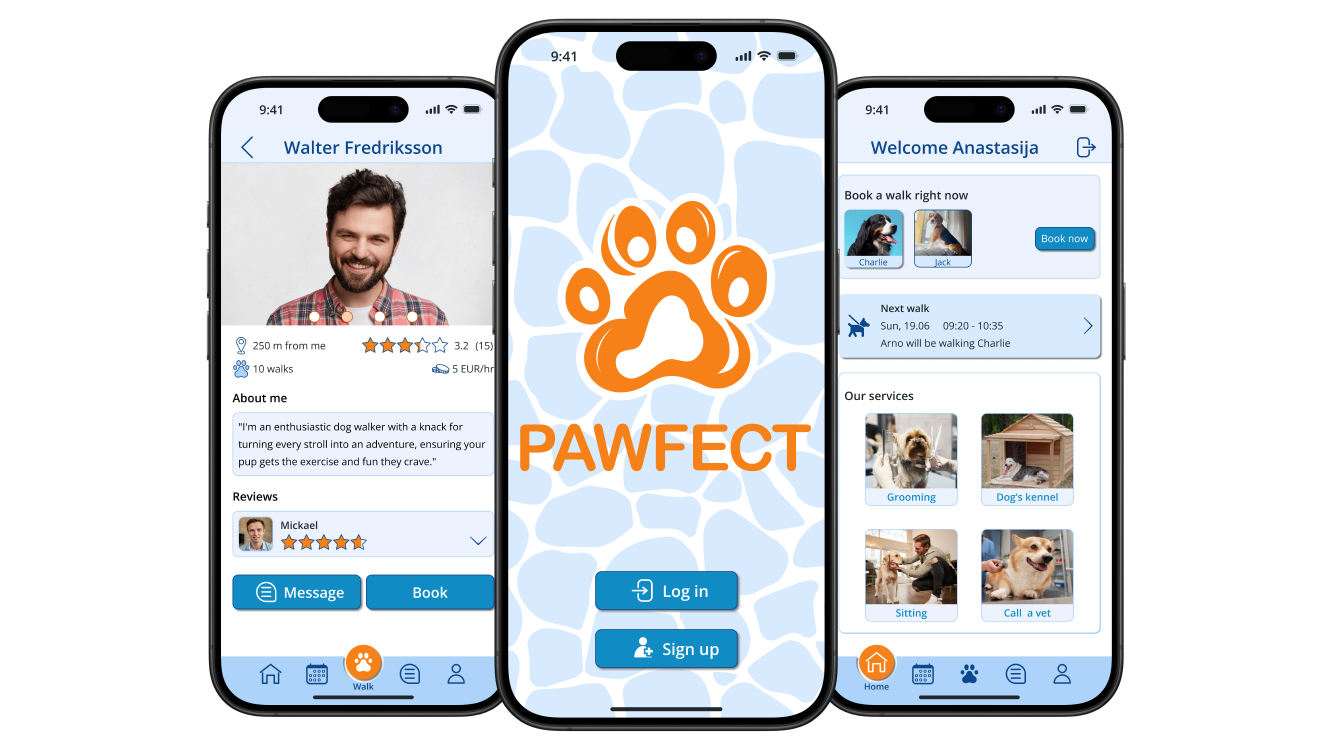 9:41
Walter Fredriksson
250 m from me
3.2 (15)
10 walks
5 EUR/hr
About me
"I'm an enthusiastic dog walker with a knack for
turning every stroll into an adventure, ensuring your
pup gets the exercise and fun they crave."
Reviews
Mickael
Message
Book
Walk
9:41
PAWFECT
Log in
Sign up
9:41
Welcome Anastasija
Book a walk right now
Charlie
Jack
Book now
Next walk
Sun, 19.06 09:20 - 10:35
Arno will be walking Charlie
Our services
Grooming
Dog's kennel
Sitting
Call a vet
Home